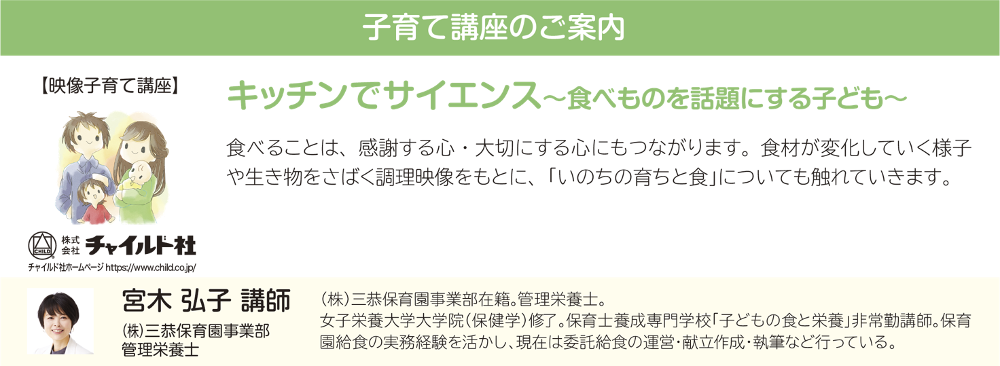 子育て講座のご案内
【映像子育て講座】
キッチンでサイエンス～食べものを話題にする子ども～
食べることは、感謝する心・大切にする心にもつながります。食材が変化していく様子
や生き物をさばく調理映像をもとに、「いのちの育ちと食」についても触れていきます。
CHILD
®
株式会社 チャイルド社
チャイルド社ホームページ https://www.child.co.jp/
宮木 弘子 講師
(株)三恭保育園事業部
管理栄養士
(株)三恭保育園事業部在籍。管理栄養士。
女子栄養大学大学院(保健学)修了。保育士養成専門学校「子どもの食と栄養」非常勤講師。保育
園給食の実務経験を活かし、現在は委託給食の運営・献立作成・執筆など行っている。